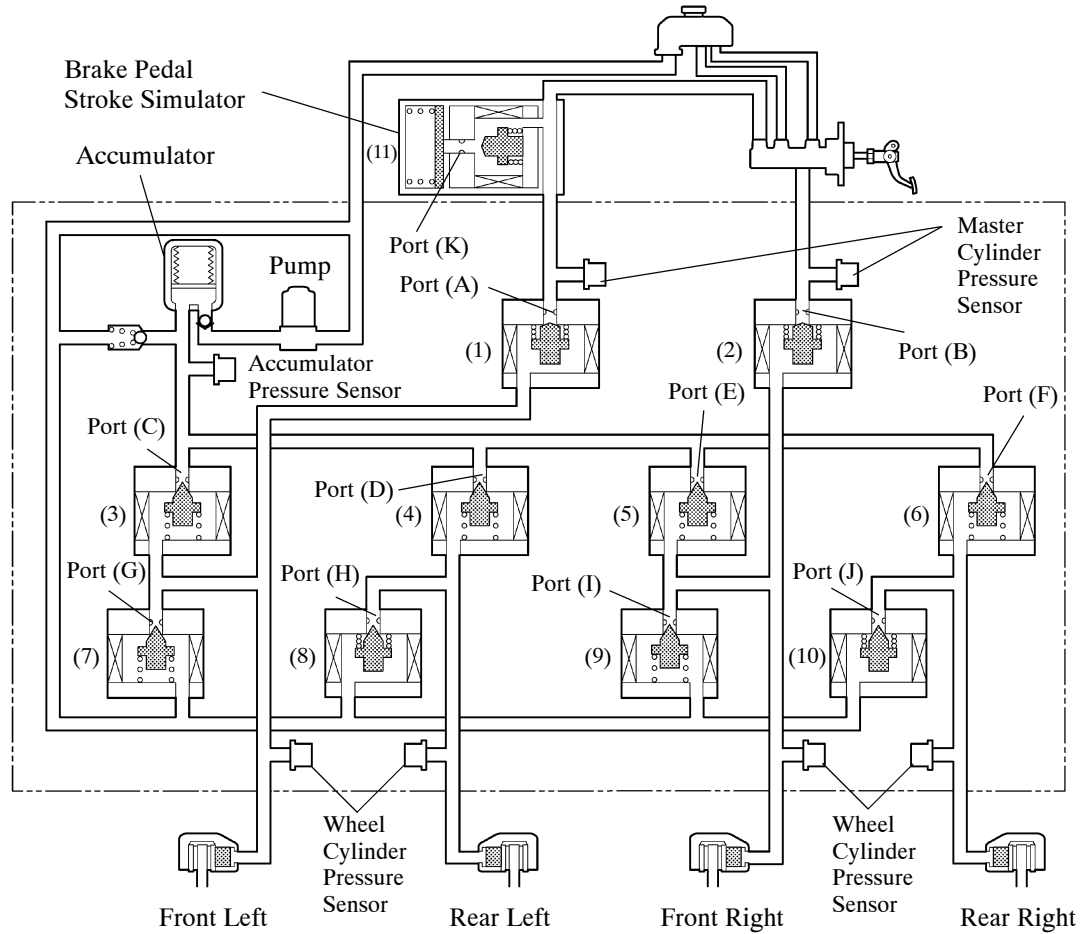 Brake Pedal
Stroke Simulator
(11)
Accumulator
Port (K)
Pump
Master
Cylinder
Pressure
Sensor
Port (A)
(1)
(2)
Port (B)
Accumulator
Pressure Sensor
Port (E)
Port (F)
Port (C)
Port (D)
(3)
(4)
(5)
(6)
Port (G)
Port (H)
Port (I)
Port (J)
(7)
(8)
(9)
(10)
Wheel
Cylinder
Pressure
Sensor
Wheel
Cylinder
Pressure
Sensor
Front Left
Rear Left
Front Right
Rear Right